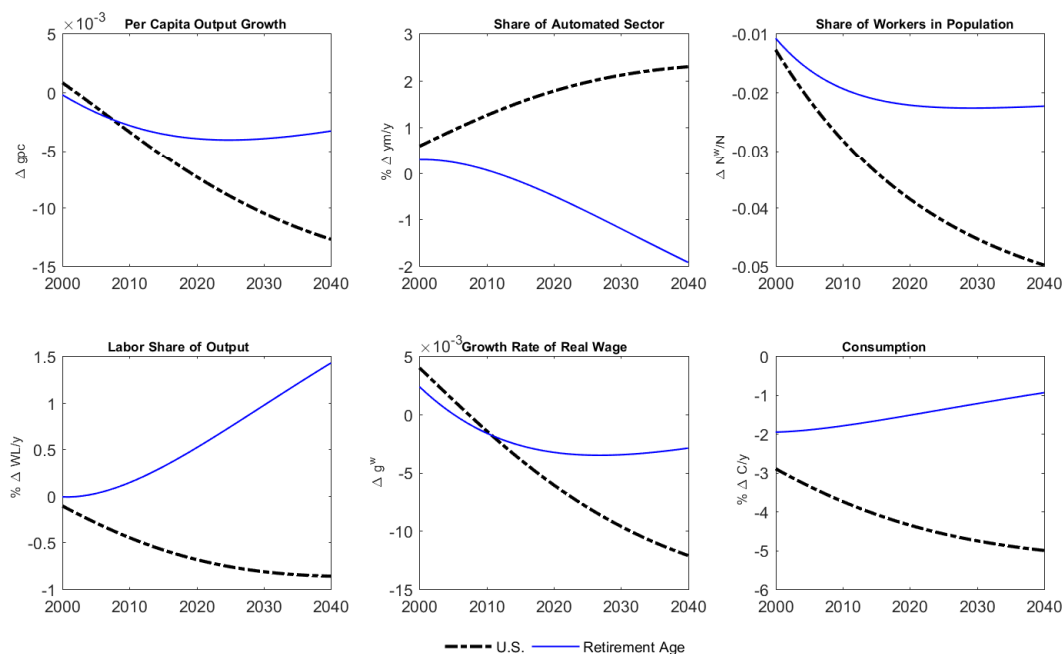 Per Capita Output Growth
×10⁻³
5
0
-5
-10
-15
Δ gpc
2000 2010 2020 2030 2040
Share of Automated Sector
3
2
1
0
-1
-2
% Δ ym/y
2000 2010 2020 2030 2040
Share of Workers in Population
-0.01
-0.02
-0.03
-0.04
-0.05
Δ Nʷ/N
2000 2010 2020 2030 2040
Labor Share of Output
1.5
1
0.5
0
-0.5
-1
% Δ WL/y
2000 2010 2020 2030 2040
Growth Rate of Real Wage
×10⁻³
5
0
-5
-10
-15
Δ gʷ
2000 2010 2020 2030 2040
Consumption
0
-1
-2
-3
-4
-5
-6
% Δ C/y
2000 2010 2020 2030 2040
U.S. Retirement Age